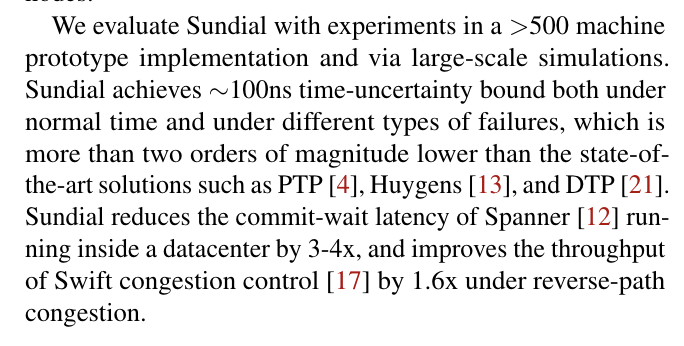 We evaluate Sundial with experiments in a >500 machine
prototype implementation and via large-scale simulations.
Sundial achieves ∼100ns time-uncertainty bound both under
normal time and under different types of failures, which is
more than two orders of magnitude lower than the state-of-
the-art solutions such as PTP [4], Huygens [13], and DTP [21].
Sundial reduces the commit-wait latency of Spanner [12] run-
ning inside a datacenter by 3-4x, and improves the throughput
of Swift congestion control [17] by 1.6x under reverse-path
congestion.